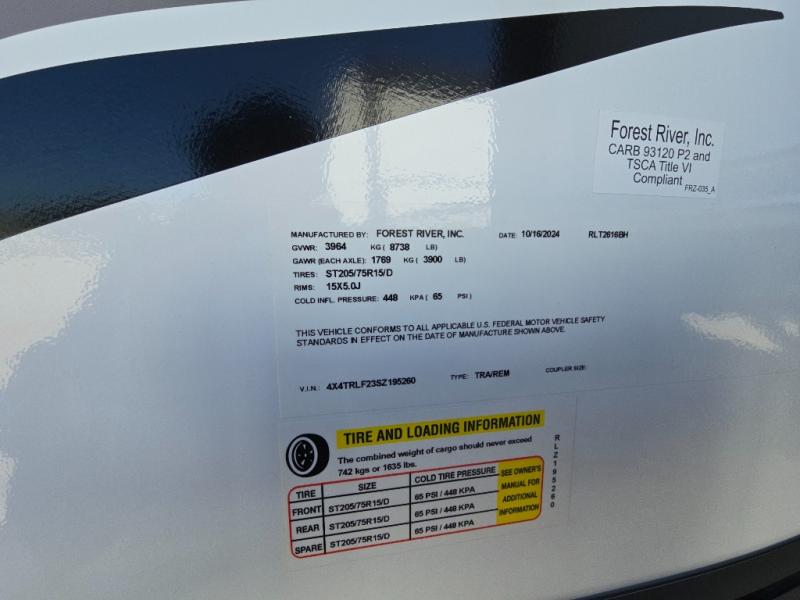 Forest River, Inc.
CARB 93120 P2 and
TSCA Title VI
Compliant
FRZ-035_A
MANUFACTURED BY: FOREST RIVER, INC. DATE: 10/16/2024 RLT2616BH
GVWR: 3964 KG ( 8738 LB)
GAWR (EACH AXLE): 1769 KG ( 3900 LB)
TIRES: ST205/75R15/D
RIMS: 15X5.0J
COLD INFL. PRESSURE: 448 KPA ( 65 PSI )
THIS VEHICLE CONFORMS TO ALL APPLICABLE U.S. FEDERAL MOTOR VEHICLE SAFETY
STANDARDS IN EFFECT ON THE DATE OF MANUFACTURE SHOWN ABOVE.
V.I.N.: 4X4TRLF23SZ195260 TYPE: TRA/REM COUPLER SIZE:
TIRE AND LOADING INFORMATION
The combined weight of cargo should never exceed
742 kgs or 1635 lbs.
TIRE SIZE COLD TIRE PRESSURE
FRONT ST205/75R15/D 65 PSI / 448 KPA
REAR ST205/75R15/D 65 PSI / 448 KPA
SPARE ST205/75R15/D 65 PSI / 448 KPA
SEE OWNER'S
MANUAL FOR
ADDITIONAL
INFORMATION
RLZ195260